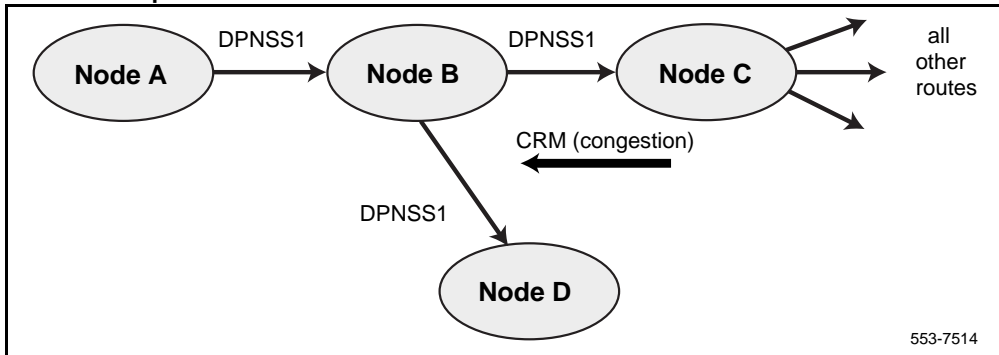 DPNSS1
DPNSS1
all
other
routes
Node A
Node B
Node C
CRM (congestion)
DPNSS1
Node D
553-7514